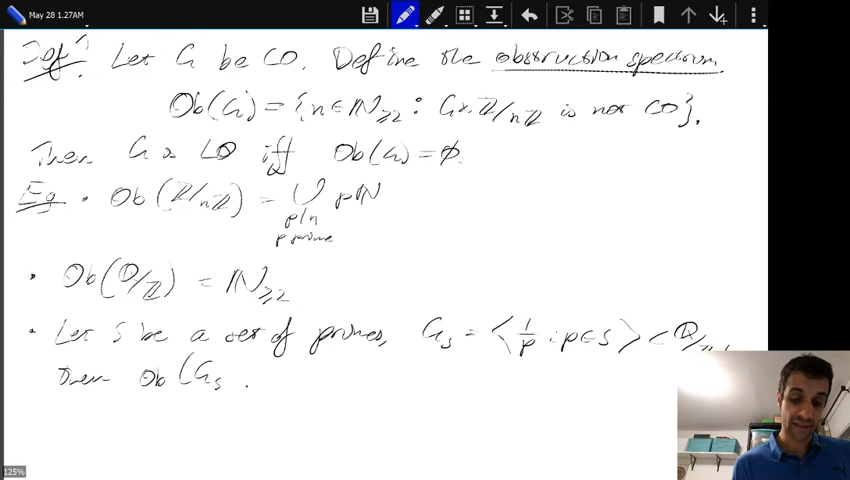 May 28 1.27AM
Def: Let G be CO. Define the obstruction spectrum
Ob(G) = {n ∈ ℕ≥2 : G × ℤ/nℤ is not CO}.
Then G is LO iff Ob(G) = ∅.
Eg. • Ob(ℤ/nℤ) = ⋃ pℕ
p|n
p prime
• Ob(ℚ/ℤ) = ℕ≥2
• Let S be a set of primes, G_S = ⟨1/p : p ∈ S⟩ < ℚ/ℤ,
then Ob(G_S
125%